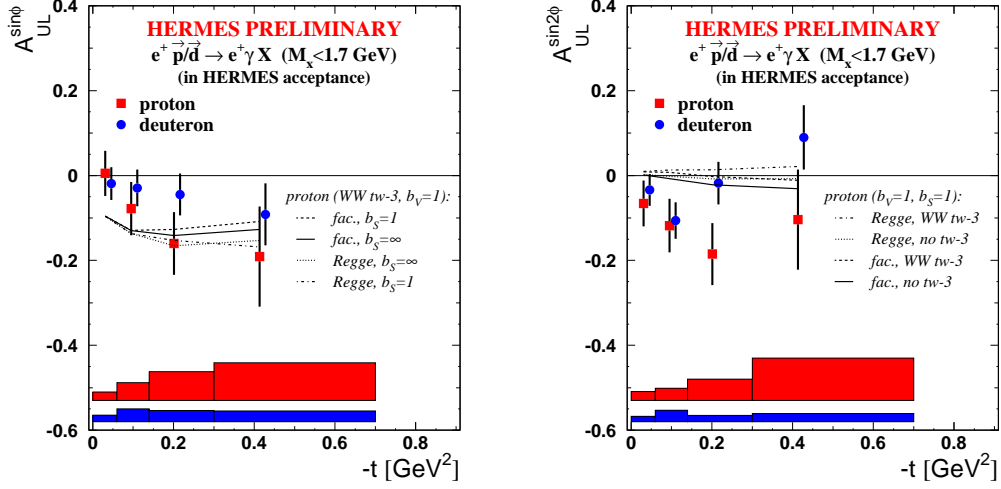 A_UL^sinϕ
HERMES PRELIMINARY
e⁺ p⃗/d⃗ → e⁺ γ X (Mₓ<1.7 GeV)
(in HERMES acceptance)
proton
deuteron
proton (WW tw-3, b_V=1):
fac., b_S=1
fac., b_S=∞
Regge, b_S=∞
Regge, b_S=1
0.4
0.2
0
-0.2
-0.4
-0.6
0 0.2 0.4 0.6 0.8
-t [GeV²]
A_UL^sin2ϕ
HERMES PRELIMINARY
e⁺ p⃗/d⃗ → e⁺ γ X (Mₓ<1.7 GeV)
(in HERMES acceptance)
proton
deuteron
proton (b_V=1, b_S=1):
Regge, WW tw-3
Regge, no tw-3
fac., WW tw-3
fac., no tw-3
0.4
0.2
0
-0.2
-0.4
-0.6
0 0.2 0.4 0.6 0.8
-t [GeV²]